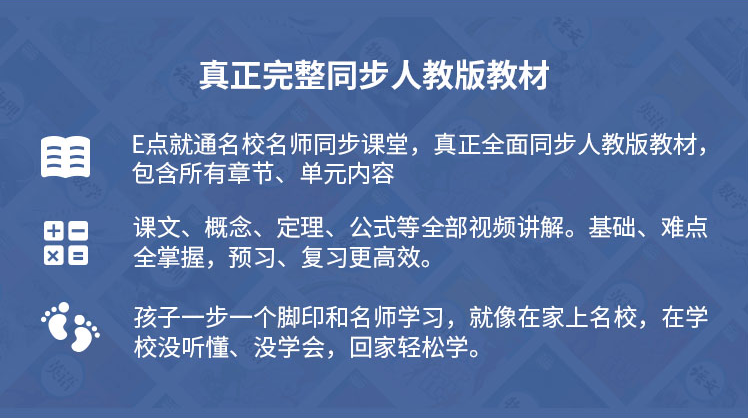 真正完整同步人教版教材
E点就通名校名师同步课堂，真正全面同步人教版教材，
包含所有章节、单元内容
课文、概念、定理、公式等全部视频讲解。基础、难点
全掌握，预习、复习更高效。
孩子一步一个脚印和名师学习，就像在家上名校，在学
校没听懂、没学会，回家轻松学。